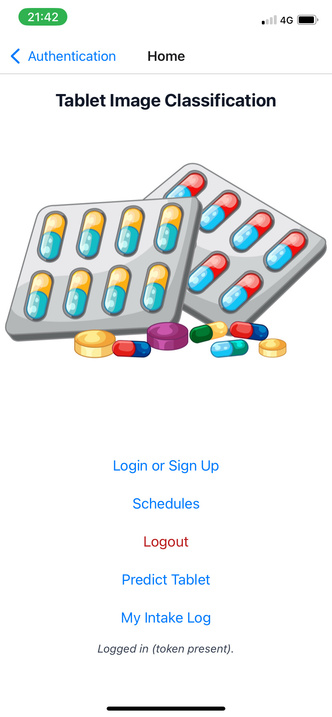 21:42
4G
Authentication
Home
Tablet Image Classification
Login or Sign Up
Schedules
Logout
Predict Tablet
My Intake Log
Logged in (token present).